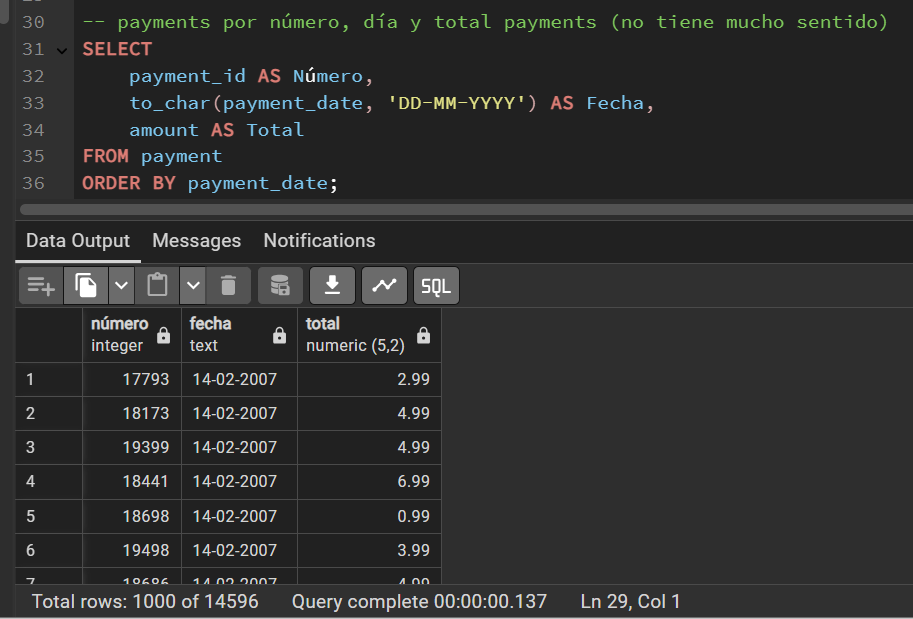 30 -- payments por número, día y total payments (no tiene mucho sentido)
31 SELECT
32 payment_id AS Número,
33 to_char(payment_date, 'DD-MM-YYYY') AS Fecha,
34 amount AS Total
35 FROM payment
36 ORDER BY payment_date;
Data Output Messages Notifications
SQL
número fecha total
integer text numeric (5,2)
1 17793 14-02-2007 2.99
2 18173 14-02-2007 4.99
3 19399 14-02-2007 4.99
4 18441 14-02-2007 6.99
5 18698 14-02-2007 0.99
6 19498 14-02-2007 3.99
7 18686 14-02-2007 4.99
Total rows: 1000 of 14596 Query complete 00:00:00.137 Ln 29, Col 1